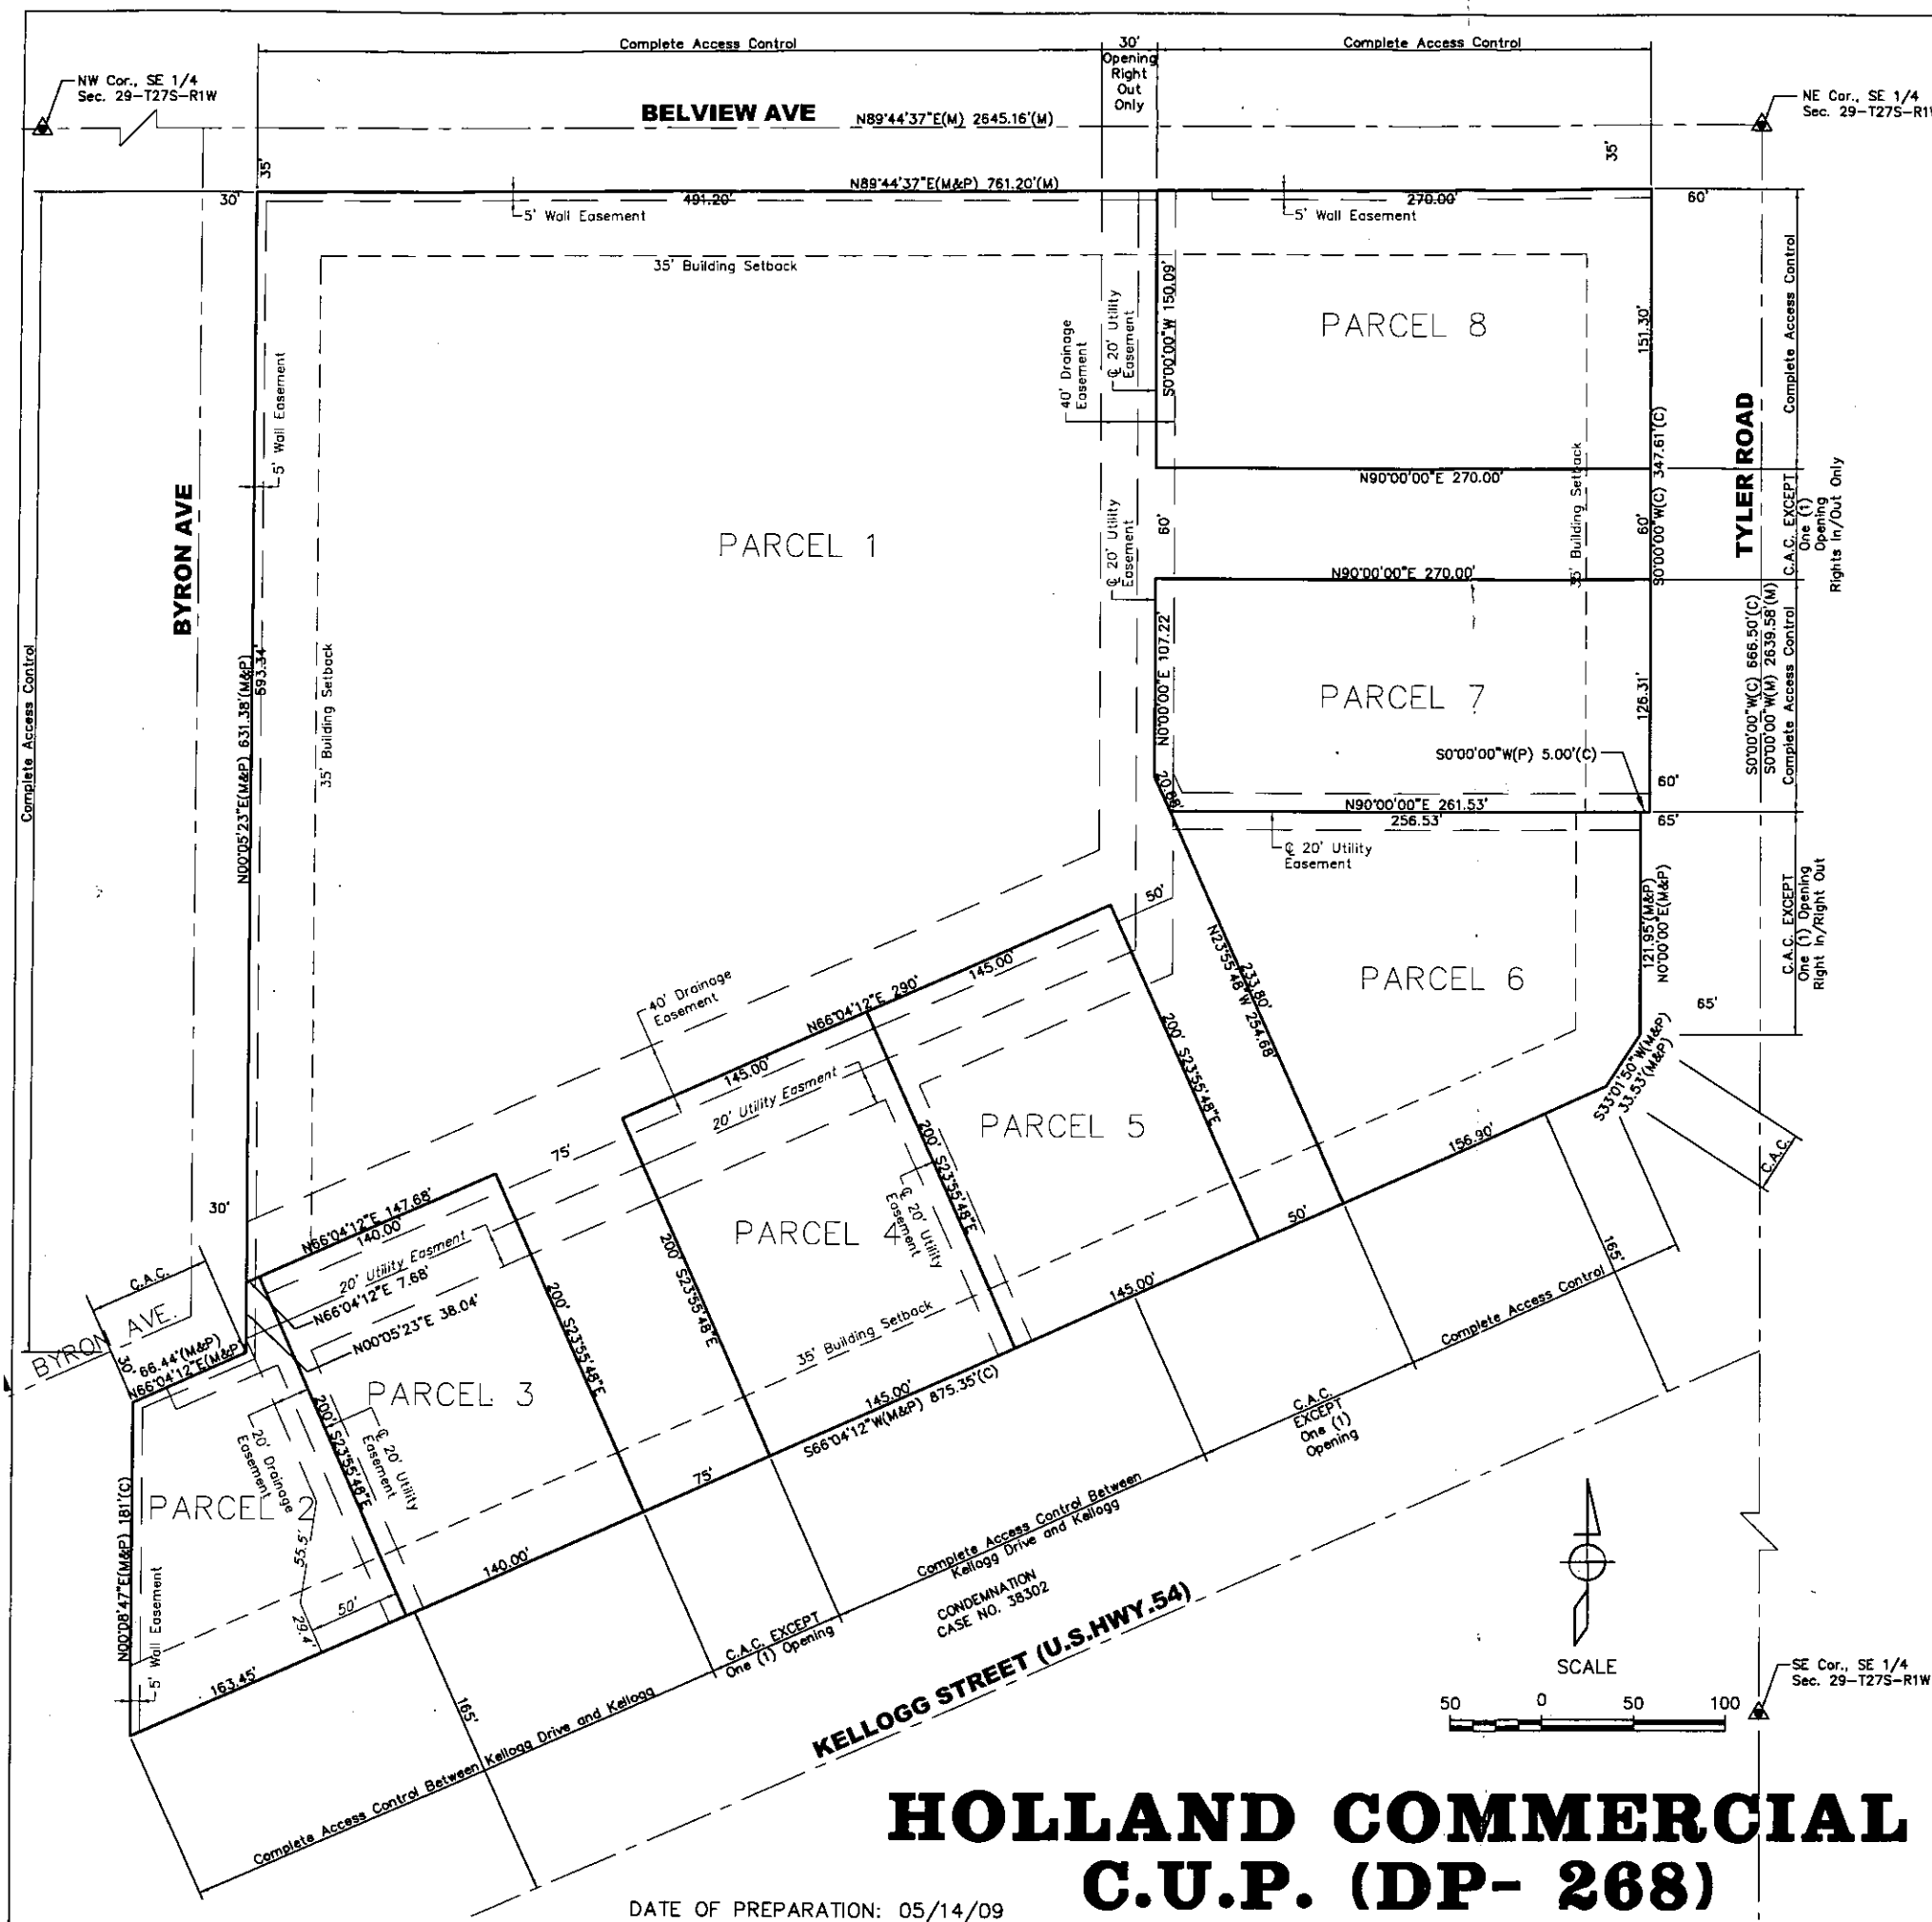 Complete Access Control
30'
Opening
Right
Out
Only
Complete Access Control
NW Cor., SE 1/4
Sec. 29-T27S-R1W
BELVIEW AVE
N89°44'37"E(M) 2645.16'(M)
NE Cor., SE 1/4
35'
35'
30'
N89°44'37"E(M&P) 761.20'(M)
491.20'
270.00'
60'
5' Wall Easement
5' Wall Easement
35' Building Setback
Complete Access Control
BYRON AVE
5' Wall Easement
35' Building Setback
N00°05'23"E(M&P) 631.38'(M&P)
593.34'
PARCEL 1
40' Drainage
Easement
℄ 20' Utility
Easement
S0°00'00"W 150.09'
PARCEL 8
151.30'
Complete Access Control
N90°00'00"E 270.00'
℄ 20' Utility
Easement
60'
35' Building Setback
60'
S0°00'00"W(C) 347.61'(C)
TYLER ROAD
C.A.C. EXCEPT
One (1)
Opening
Rights In/Out Only
N90°00'00"E 270.00'
N0°00'00"E 107.22'
PARCEL 7
126.31'
S0°00'00"W(C) 666.50'(C)
S0°00'00"W(M) 2639.58'(M)
Complete Access Control
S0°00'00"W(P) 5.00'(C)
20.88'
60'
N90°00'00"E 261.53'
256.53'
65'
℄ 20' Utility
Easement
50'
N23°55'48"W 254.68'
233.80'
PARCEL 6
121.95'(M&P)
N0°00'00"E(M&P)
C.A.C. EXCEPT
One (1) Opening
Right In/Right Out
65'
S33°01'50"W(M&P)
33.53'(M&P)
C.A.C.
40' Drainage
Easement
N66°04'12"E 290'
145.00'
145.00'
20' Utility Easment
75'
200' S23°55'48"E
PARCEL 5
200' S23°55'48"E
℄ 20' Utility
Easement
PARCEL 4
200' S23°55'48"E
35' Building Setback
156.90'
50'
145.00'
165'
Complete Access Control
30'
N66°04'12"E 147.68'
140.00'
20' Utility Easment
N66°04'12"E 7.68'
N00°05'23"E 38.04'
C.A.C.
BYRON AVE.
30'
66.44'(M&P)
N66°04'12"E(M&P)
PARCEL 3
200' S23°55'48"E
200' S23°55'48"E
℄ 20' Utility
Easement
20' Drainage
Easement
PARCEL 2
N00°08'47"E(M&P) 181'(C)
5' Wall Easement
55.5'
29.4'
50'
163.45'
140.00'
75'
145.00'
S66°04'12"W(M&P) 875.35'(C)
C.A.C.
EXCEPT
One (1)
Opening
Complete Access Control Between
Kellogg Drive and Kellogg
CONDEMNATION
CASE NO. 38302
C.A.C. EXCEPT
One (1) Opening
165'
Complete Access Control Between Kellogg Drive and Kellogg
KELLOGG STREET (U.S.HWY.54)
SCALE
50 0 50 100
SE Cor., SE 1/4
Sec. 29-T27S-R1W
HOLLAND COMMERCIAL
C.U.P. (DP- 268)
DATE OF PREPARATION: 05/14/09